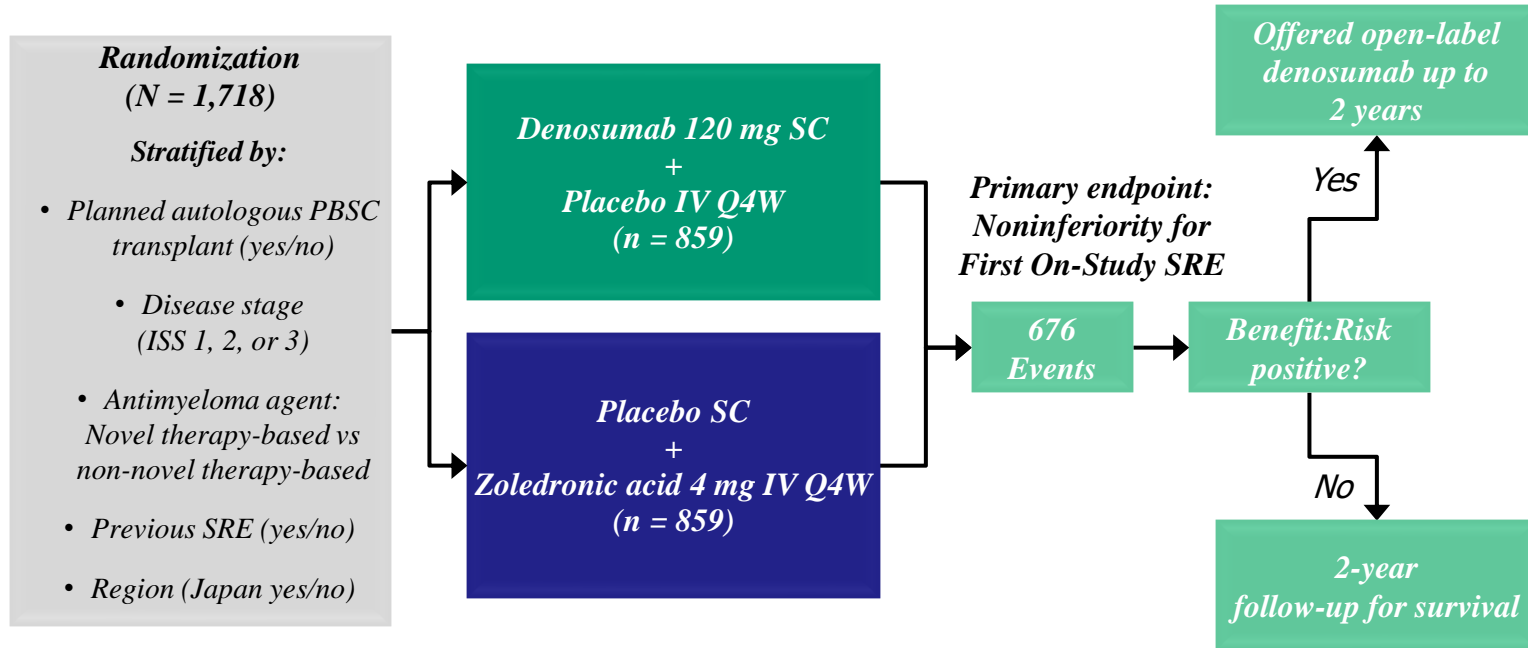 Randomization
(N = 1,718)
Stratified by:
• Planned autologous PBSC
transplant (yes/no)
• Disease stage
(ISS 1, 2, or 3)
• Antimyeloma agent:
Novel therapy-based vs
non-novel therapy-based
• Previous SRE (yes/no)
• Region (Japan yes/no)
Denosumab 120 mg SC
+
Placebo IV Q4W
(n = 859)
Placebo SC
+
Zoledronic acid 4 mg IV Q4W
(n = 859)
Primary endpoint:
Noninferiority for
First On-Study SRE
676
Events
Benefit:Risk
positive?
Yes
Offered open-label
denosumab up to
2 years
No
2-year
follow-up for survival